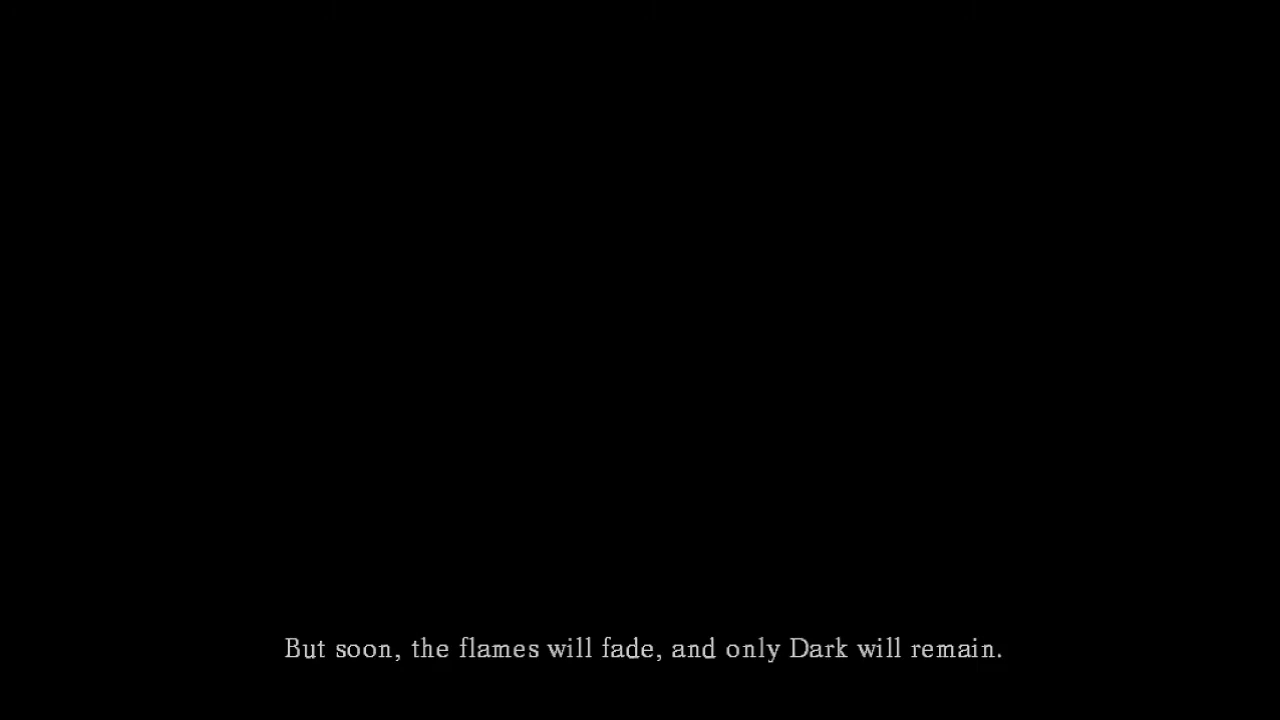 But soon, the flames will fade, and only Dark will remain.